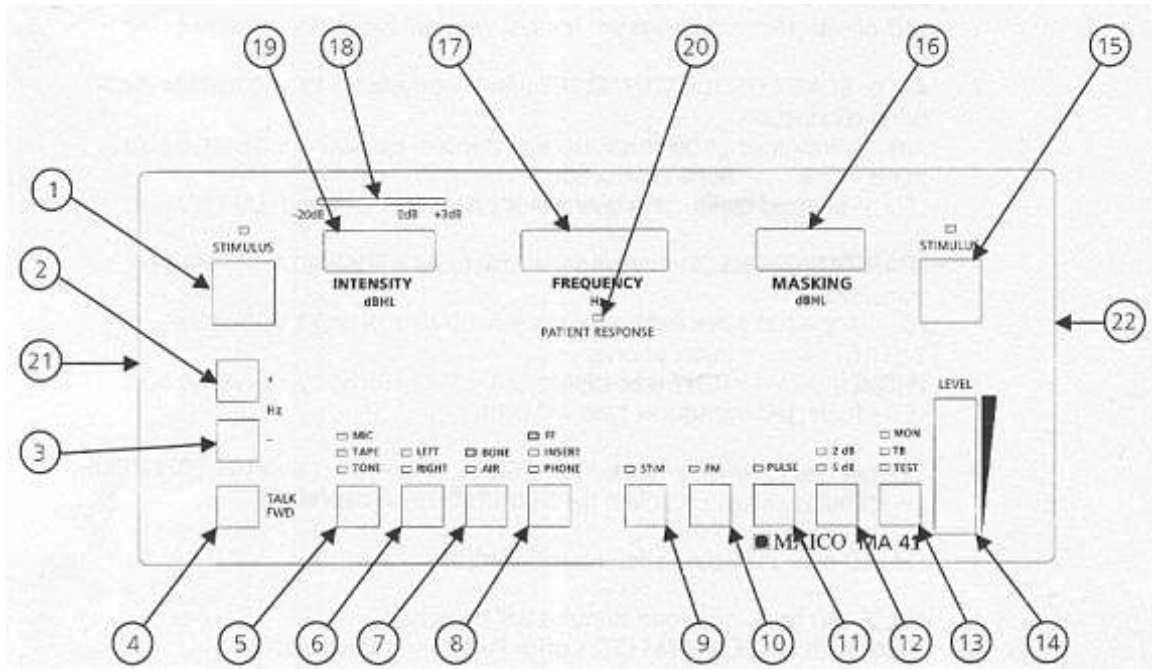 19 18 17 20 16 15
1
2
21
3
22
-20dB 0dB +3dB
STIMULUS
STIMULUS
INTENSITY
dBHL
FREQUENCY
MASKING
dBHL
PATIENT RESPONSE
+
Hz
-
LEVEL
MIC
TAPE
TONE
LEFT
RIGHT
BONE
AIR
FF
INSERT
PHONE
STIM
FM
PULSE
2 dB
5 dB
MON
TB
TEST
TALK
FWD
MAICO MA 41
4 5 6 7 8 9 10 11 12 13 14